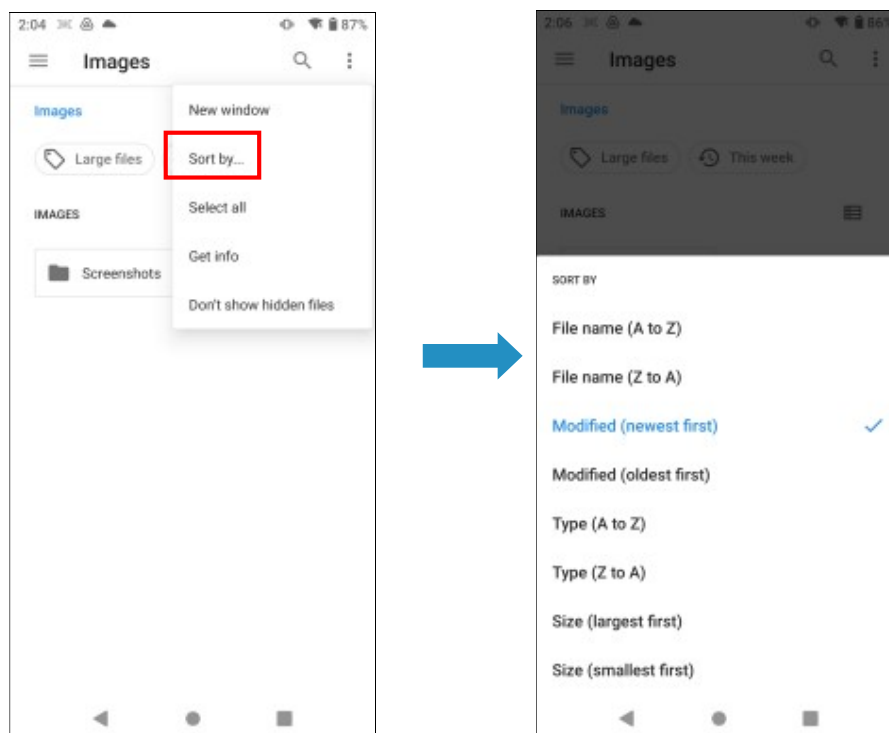 2:04
87%
Images
Images
New window
Large files
Sort by...
IMAGES
Select all
Get info
Screenshots
Don't show hidden files
2:06
86%
Images
Images
Large files
This week
IMAGES
SORT BY
File name (A to Z)
File name (Z to A)
Modified (newest first)
Modified (oldest first)
Type (A to Z)
Type (Z to A)
Size (largest first)
Size (smallest first)